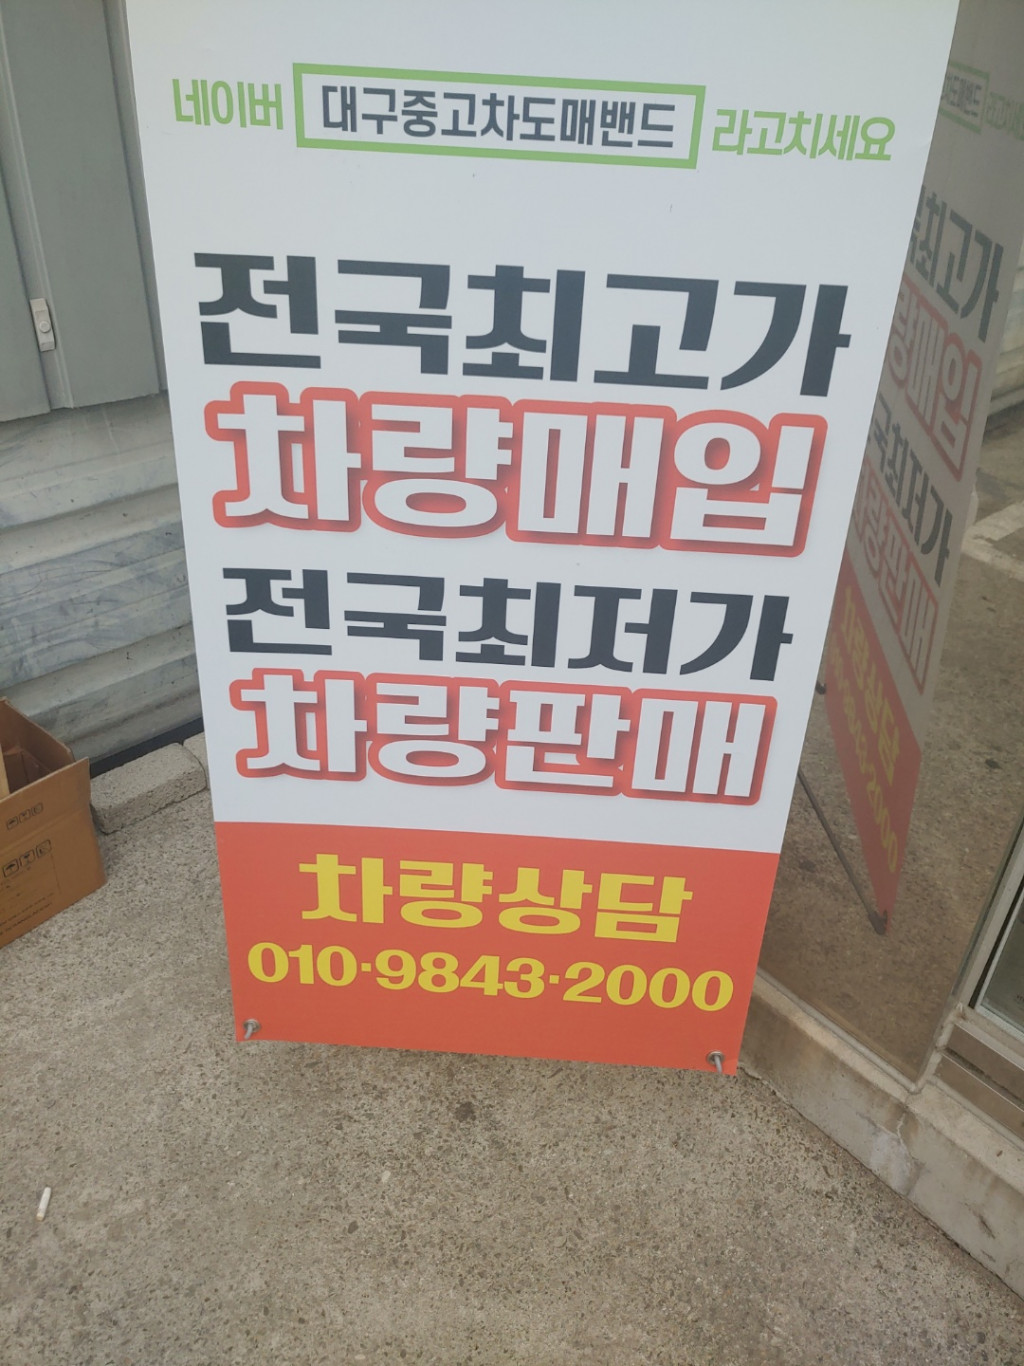 네이버 대구중고차도매밴드 라고치세요
전국최고가
차량매입
전국최저가
차량판매
차량상담
010·9843·2000